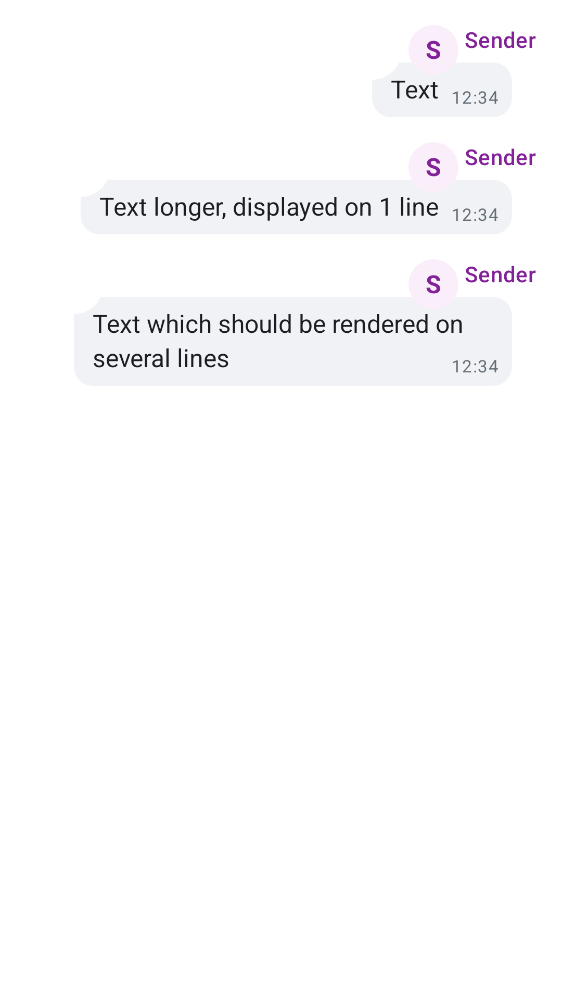 S Sender
Text 12:34
S Sender
Text longer, displayed on 1 line 12:34
S Sender
Text which should be rendered on
several lines 12:34